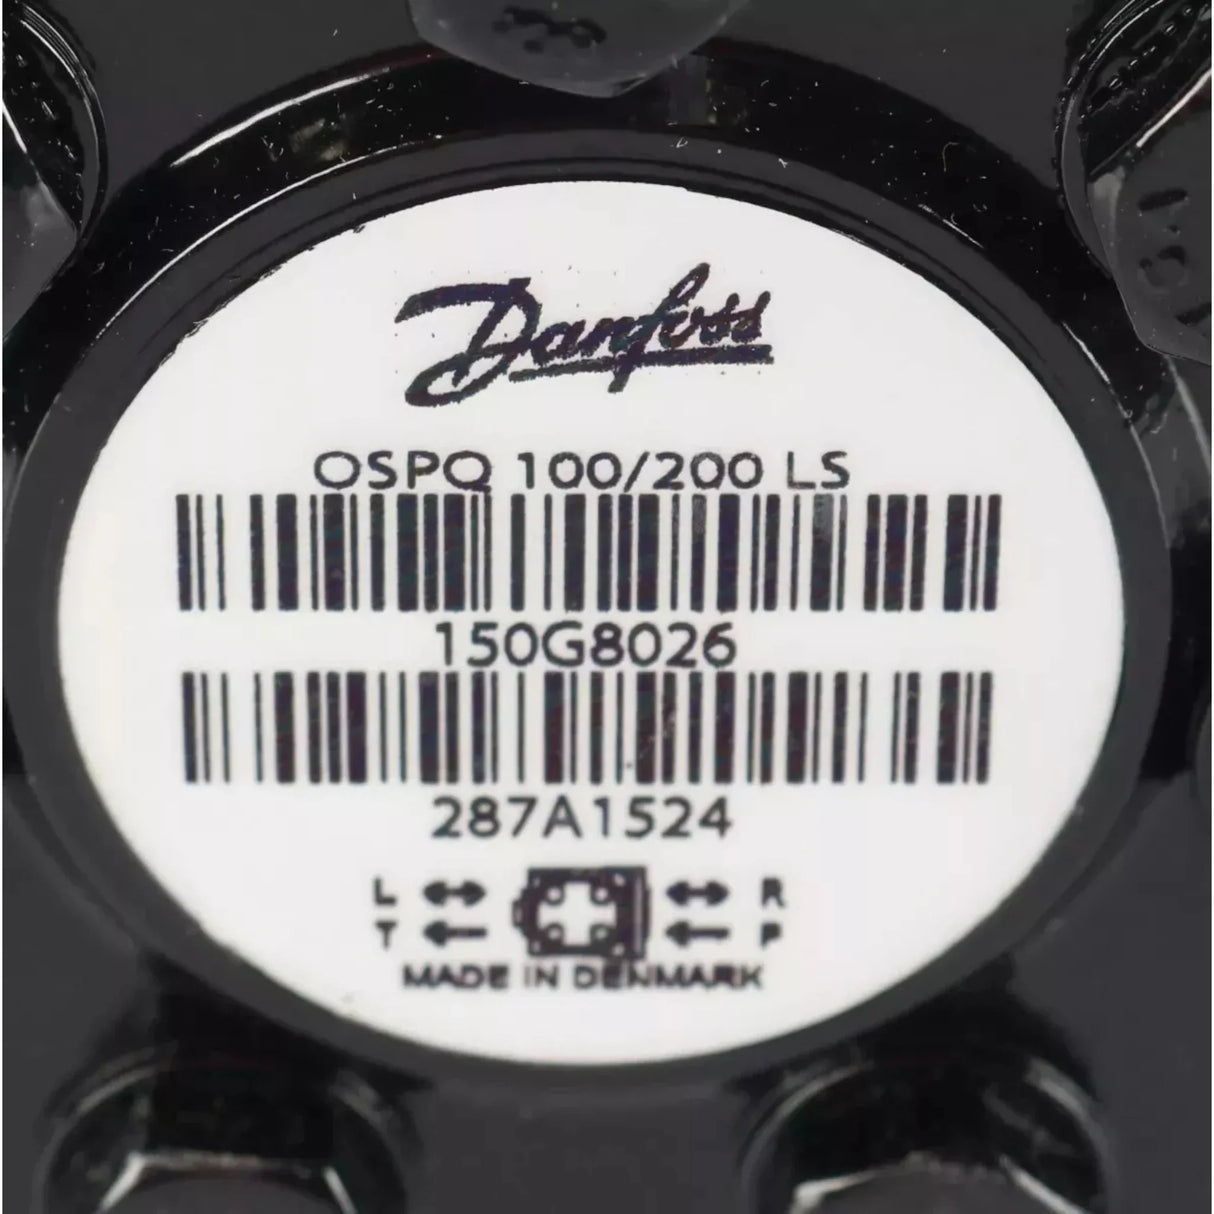 Danfoss
OSPQ 100/200 LS
150G8026
287A1524
L R
T P
MADE IN DENMARK